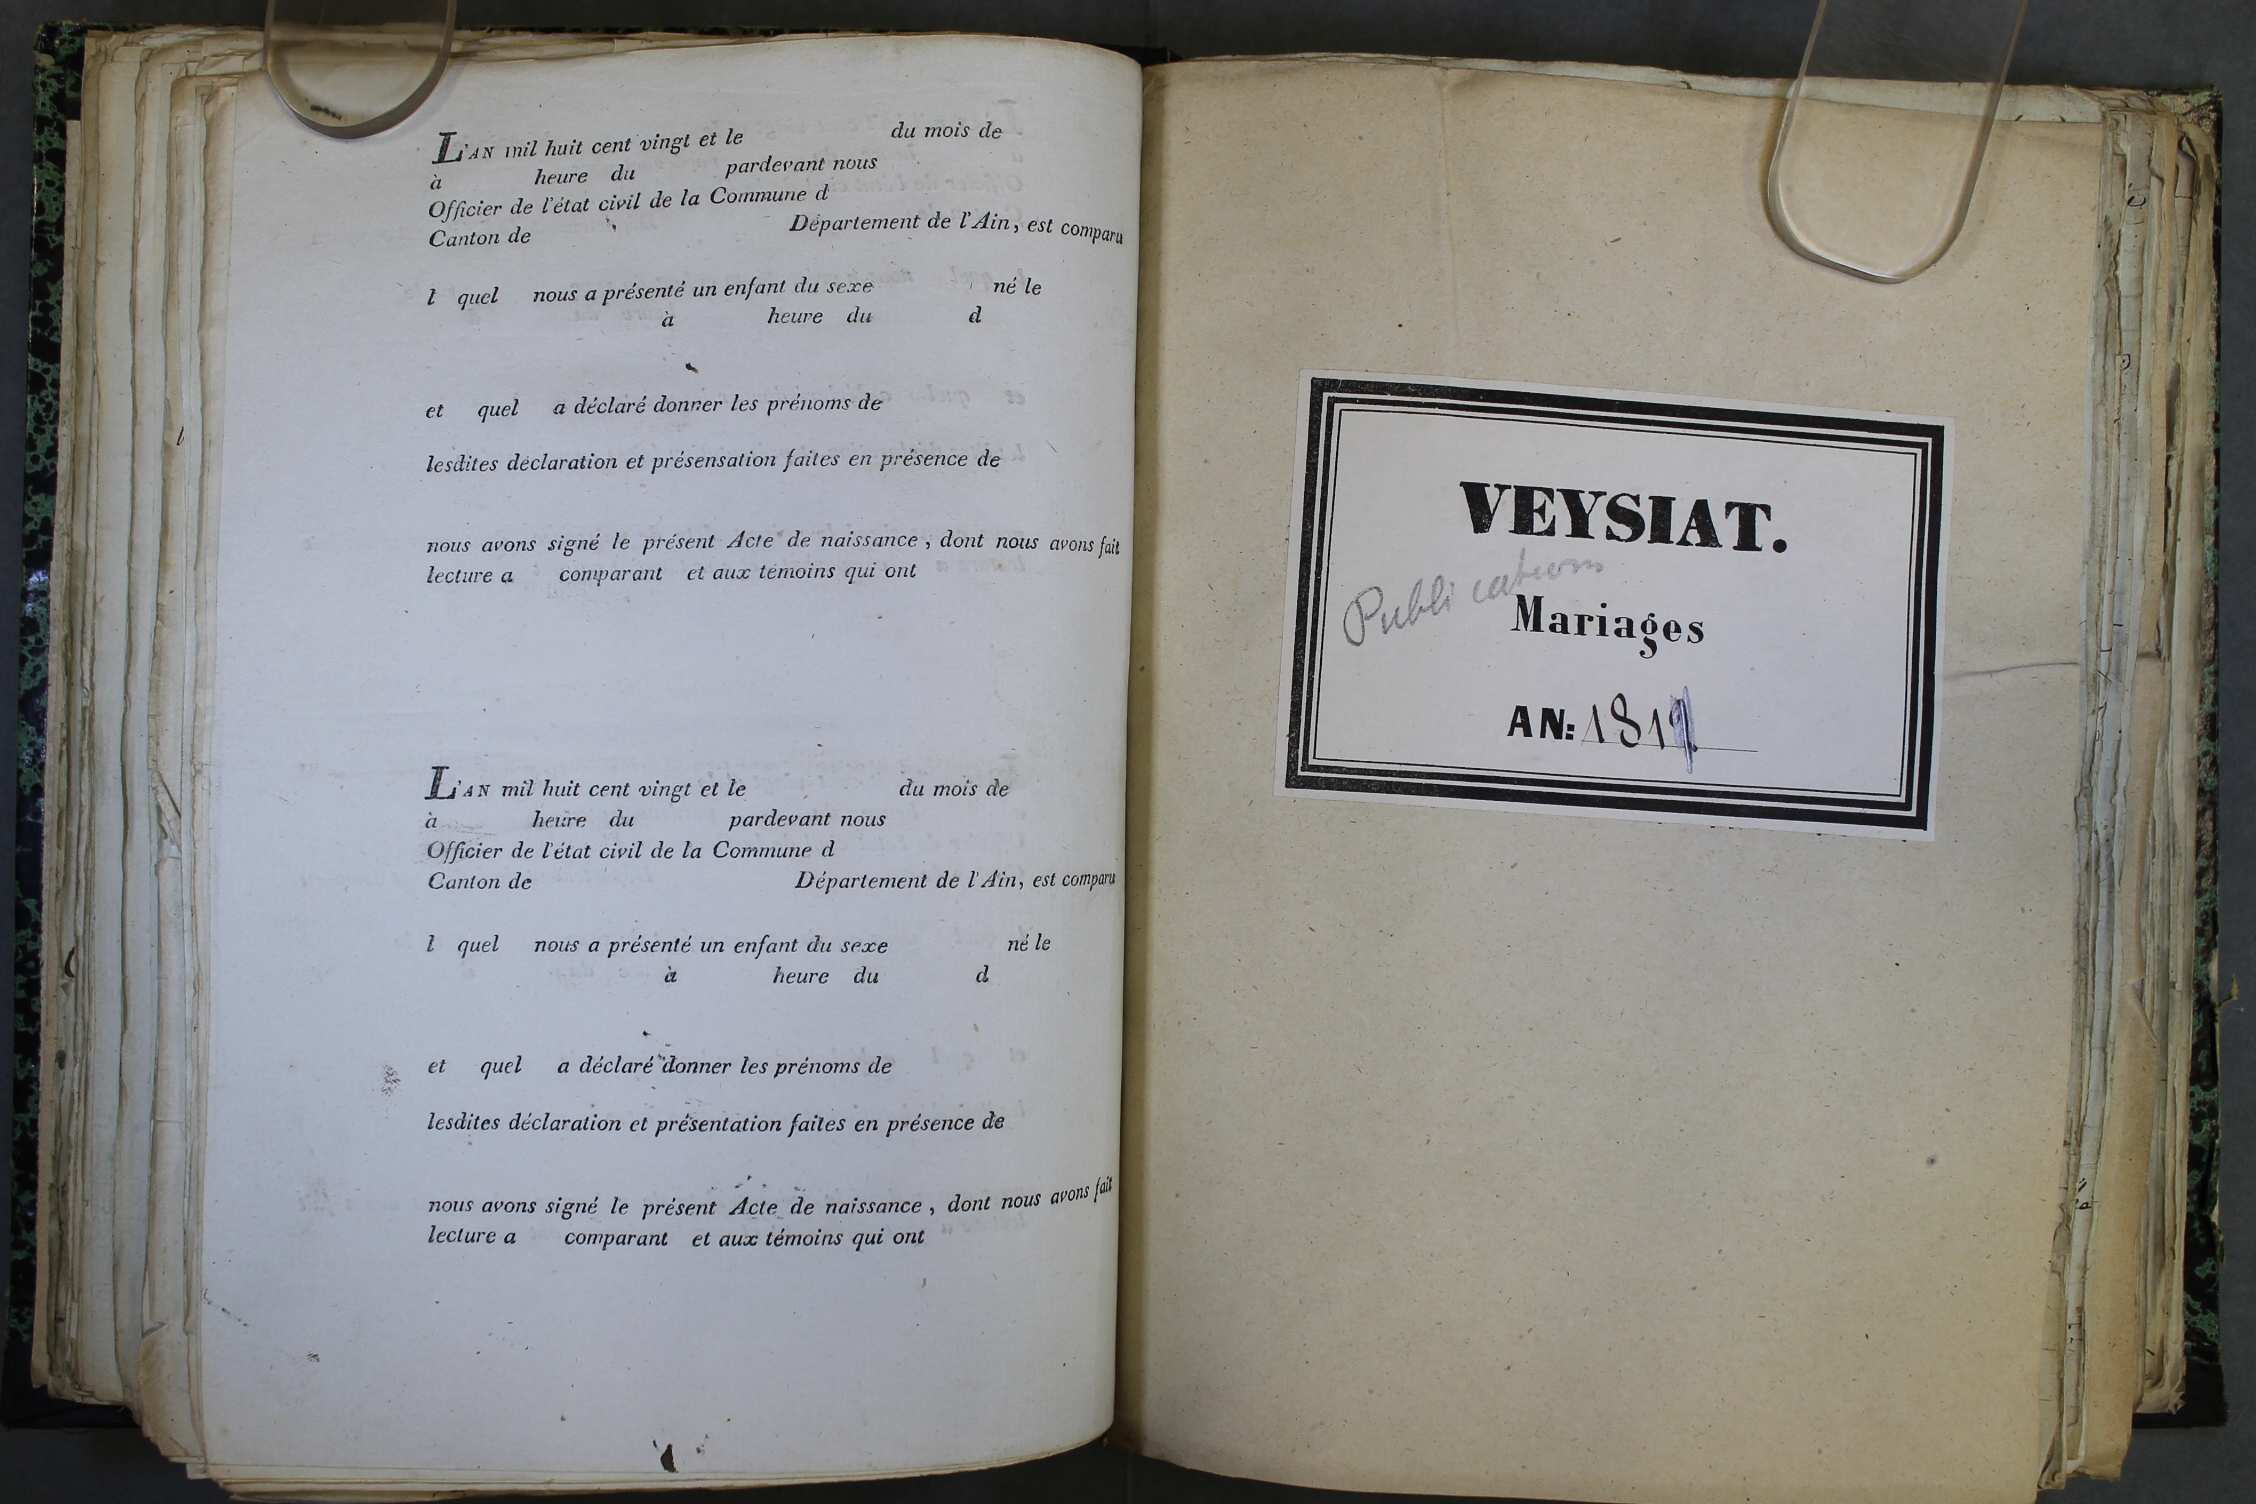 L'AN mil huit cent vingt et le du mois de
à heure du pardevant nous
Officier de l'état civil de la Commune d
Canton de Département de l'Ain, est comparu
l quel nous a présenté un enfant du sexe né le
à heure du d
et quel a déclaré donner les prénoms de
lesdites déclaration et présensation faites en présence de
nous avons signé le présent Acte de naissance, dont nous avons fait
lecture a comparant et aux témoins qui ont
L'AN mil huit cent vingt et le du mois de
à heure du pardevant nous
Officier de l'état civil de la Commune d
Canton de Département de l'Ain, est comparu
l quel nous a présenté un enfant du sexe né le
à heure du d
et quel a déclaré donner les prénoms de
lesdites déclaration et présentation faites en présence de
nous avons signé le présent Acte de naissance, dont nous avons fait
lecture a comparant et aux témoins qui ont
VEYSIAT.
Publications
Mariages
AN: